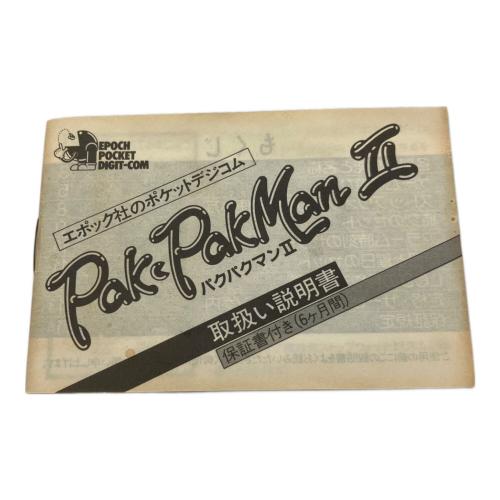 EPOCH
POCKET
DIGIT-COM
エポック社のポケットデジコム
Pak Pak Man II
パクパクマンII
取扱い説明書
保証書付き(6ヶ月間)